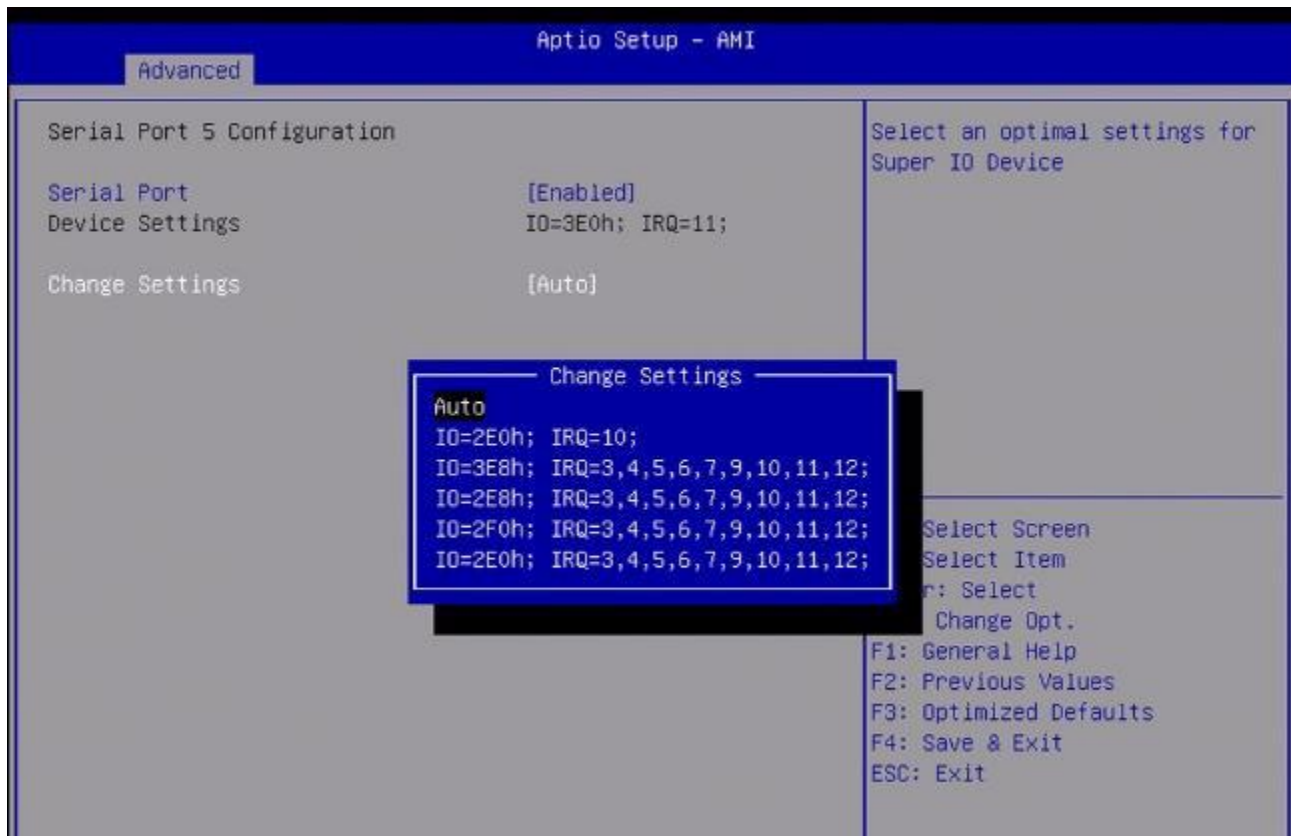 Aptio Setup – AMI
Advanced
Serial Port 5 Configuration
Serial Port [Enabled]
Device Settings IO=3E0h; IRQ=11;
Change Settings [Auto]
Select an optimal settings for
Super IO Device
Change Settings
Auto
IO=2E0h; IRQ=10;
IO=3E8h; IRQ=3,4,5,6,7,9,10,11,12;
IO=2E8h; IRQ=3,4,5,6,7,9,10,11,12;
IO=2F0h; IRQ=3,4,5,6,7,9,10,11,12;
IO=2E0h; IRQ=3,4,5,6,7,9,10,11,12;
Select Screen
Select Item
r: Select
Change Opt.
F1: General Help
F2: Previous Values
F3: Optimized Defaults
F4: Save & Exit
ESC: Exit